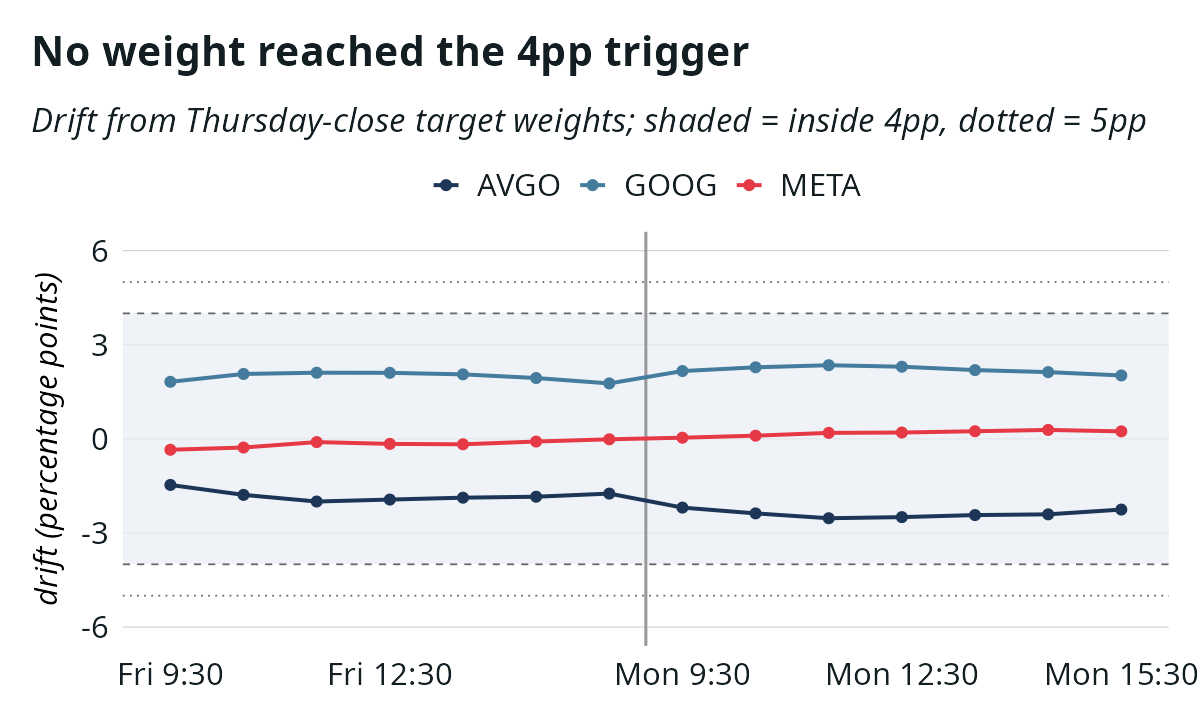 No weight reached the 4pp trigger
Drift from Thursday-close target weights; shaded = inside 4pp, dotted = 5pp
AVGO GOOG META
drift (percentage points)
6
3
0
-3
-6
Fri 9:30 Fri 12:30 Mon 9:30 Mon 12:30 Mon 15:30